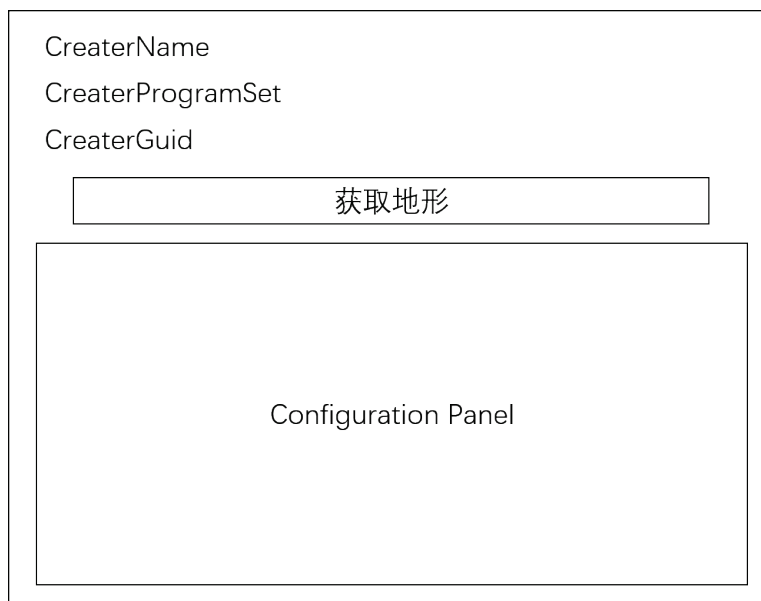 CreaterName
CreaterProgramSet
CreaterGuid
获取地形
Configuration Panel